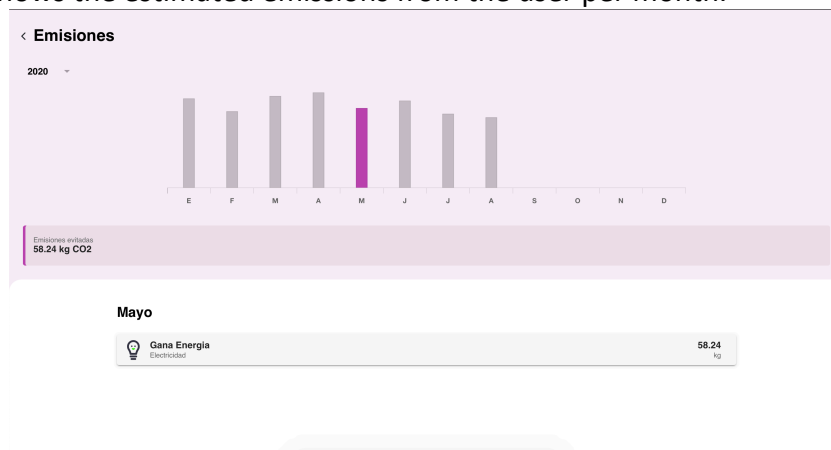 the estimated emissions from the user per month.
Emisiones
2020
E F M A M J J A S O N D
Emisiones evitadas
58.24 kg CO2
Mayo
Gana Energia 58.24
Electricidad kg